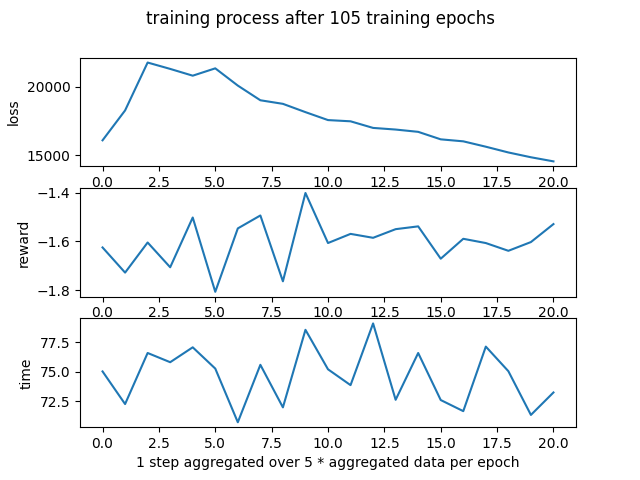 training process after 105 training epochs
20000
15000
loss
0.0 2.5 5.0 7.5 10.0 12.5 15.0 17.5 20.0
−1.4
−1.6
−1.8
reward
0.0 2.5 5.0 7.5 10.0 12.5 15.0 17.5 20.0
77.5
75.0
72.5
time
0.0 2.5 5.0 7.5 10.0 12.5 15.0 17.5 20.0
1 step aggregated over 5 * aggregated data per epoch